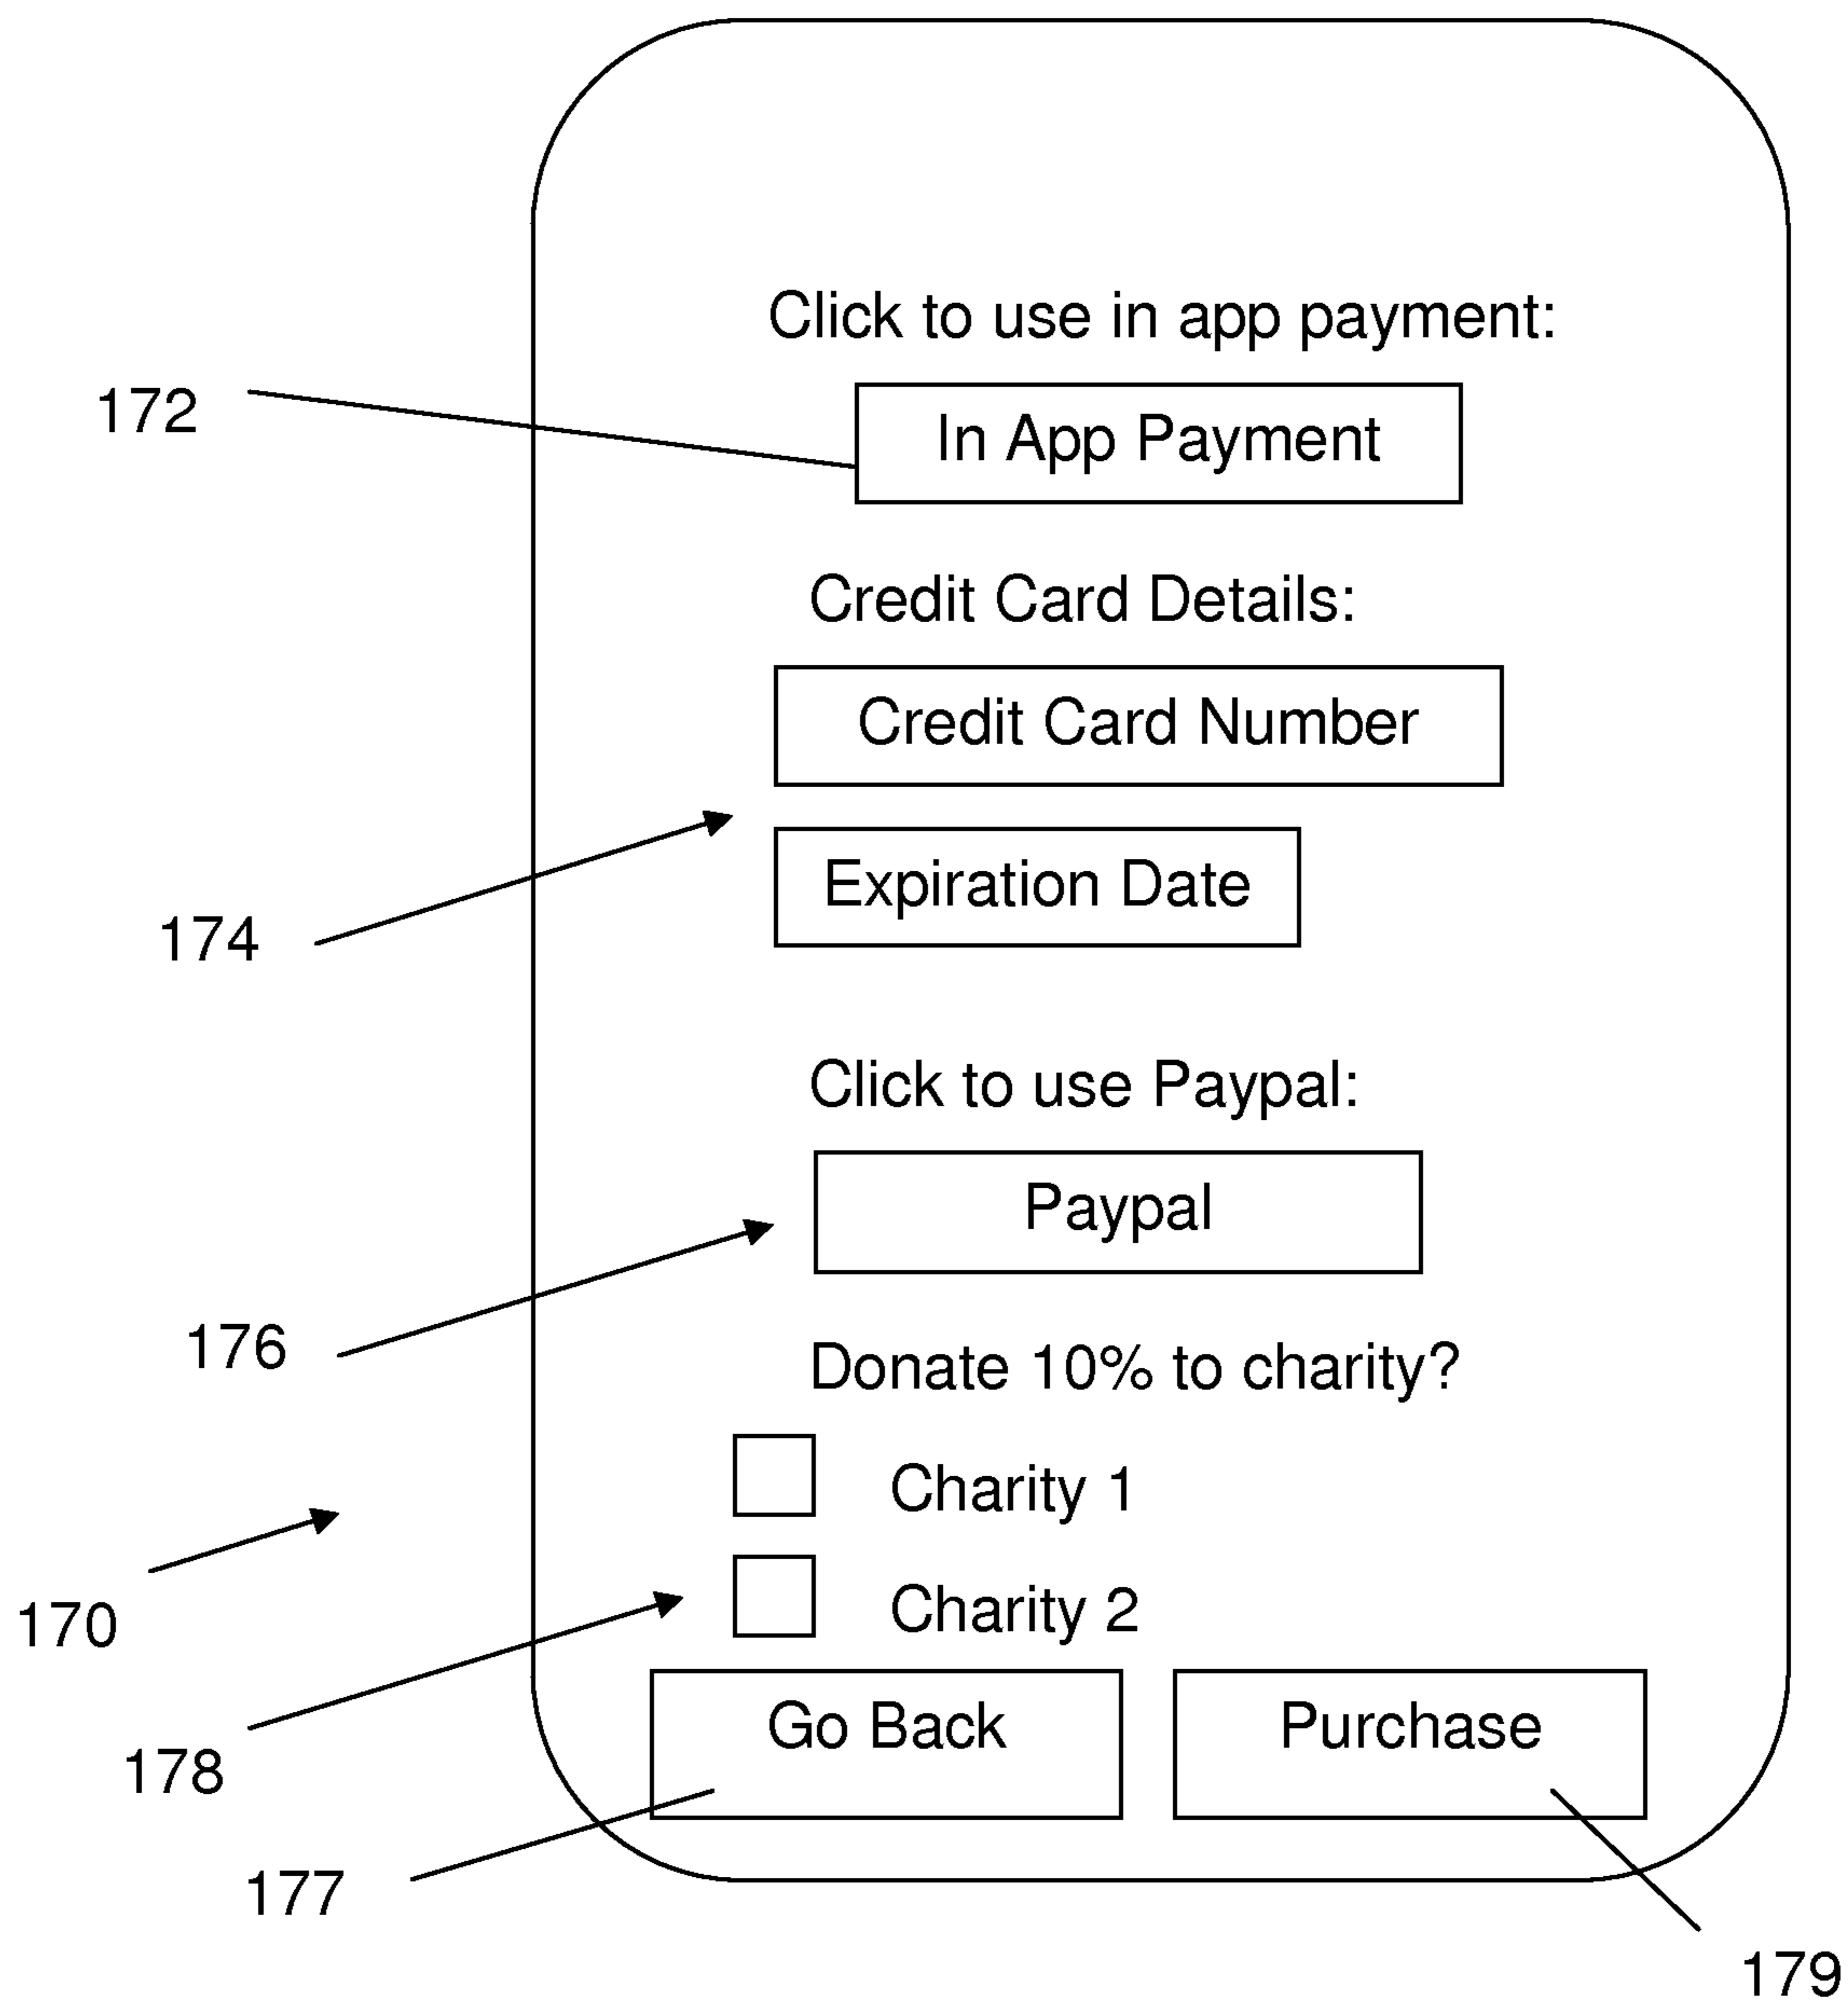 Click to use in app payment:
172
In App Payment
Credit Card Details:
Credit Card Number
Expiration Date
174
Click to use Paypal:
Paypal
176
Donate 10% to charity?
Charity 1
170
Charity 2
Go Back
Purchase
178
177
179